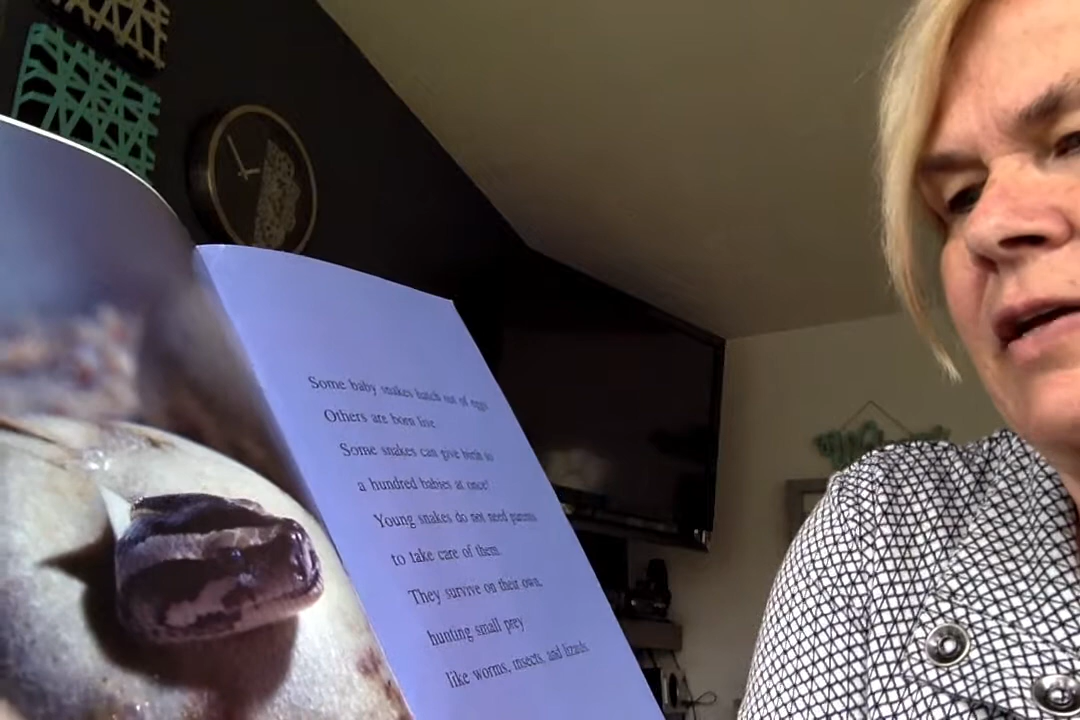 Some baby snakes hatch out of eggs.
Others are born live.
Some snakes can give birth to
a hundred babies at once!
Young snakes do not need parents
to take care of them.
They survive on their own,
hunting small prey
like worms, insects, and lizards.